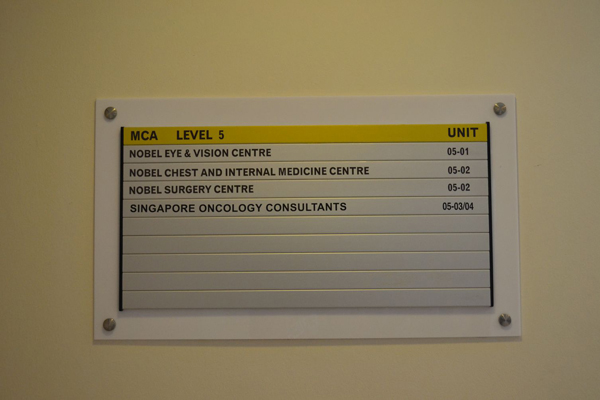 MCA LEVEL 5 UNIT
NOBEL EYE & VISION CENTRE 05-01
NOBEL CHEST AND INTERNAL MEDICINE CENTRE 05-02
NOBEL SURGERY CENTRE 05-02
SINGAPORE ONCOLOGY CONSULTANTS 05-03/04